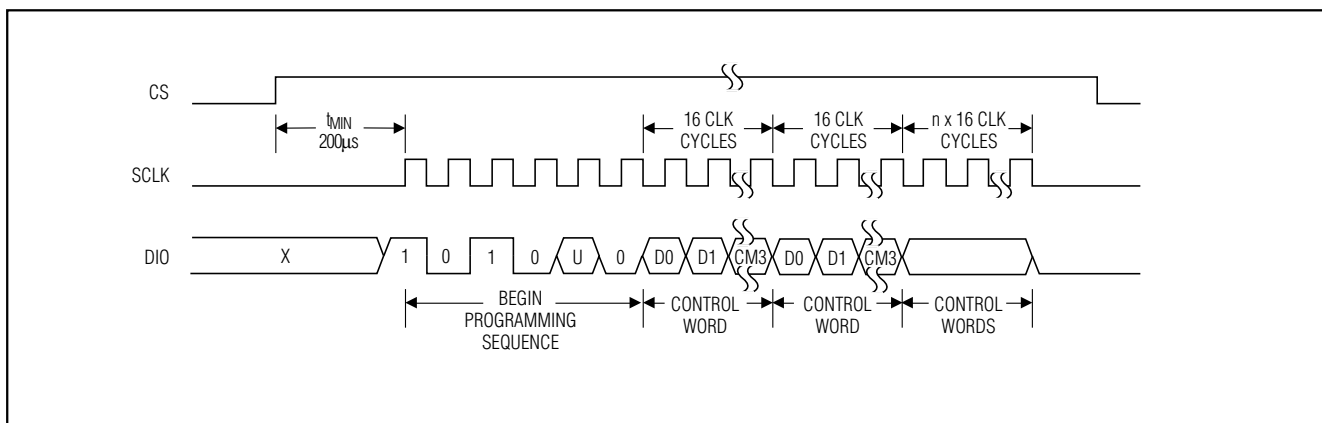 CS
tMIN
200µs
16 CLK
CYCLES
16 CLK
CYCLES
n x 16 CLK
CYCLES
SCLK
DIO
X
1
0
1
0
U
0
D0
D1
CM3
D0
D1
CM3
BEGIN
PROGRAMMING
SEQUENCE
CONTROL
WORD
CONTROL
WORD
CONTROL
WORDS